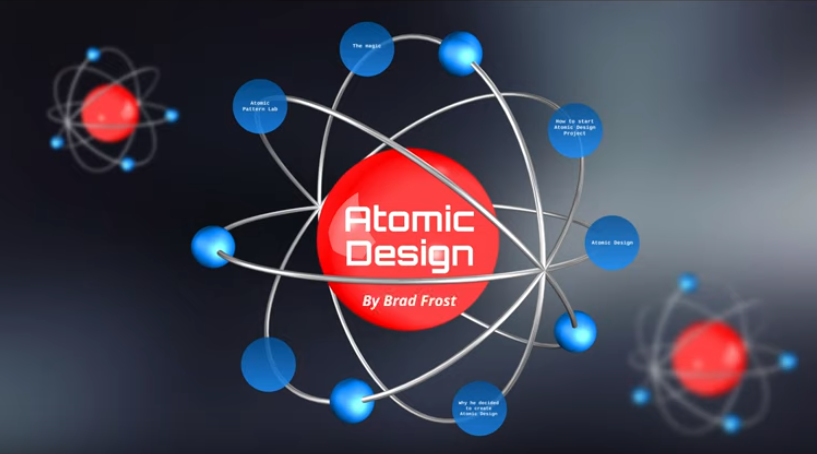 The magic
Atomic
Pattern Lab
How to start
Atomic Design
Project
Atomic
Design
By Brad Frost
Atomic Design
Why he decided
to create
Atomic Design